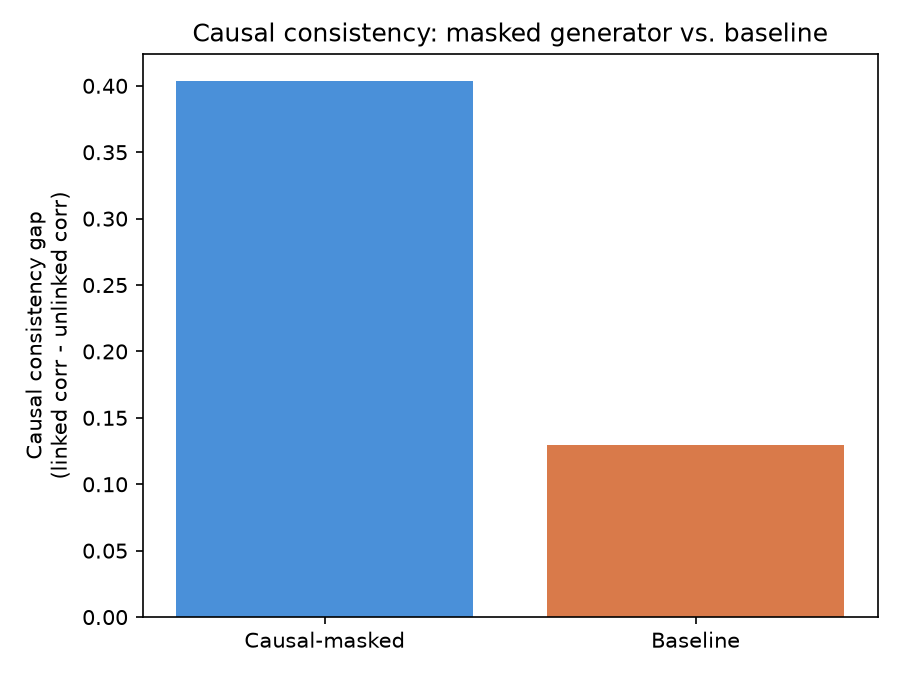 Causal consistency: masked generator vs. baseline
Causal consistency gap
(linked corr - unlinked corr)
0.40
0.35
0.30
0.25
0.20
0.15
0.10
0.05
0.00
Causal-masked
Baseline